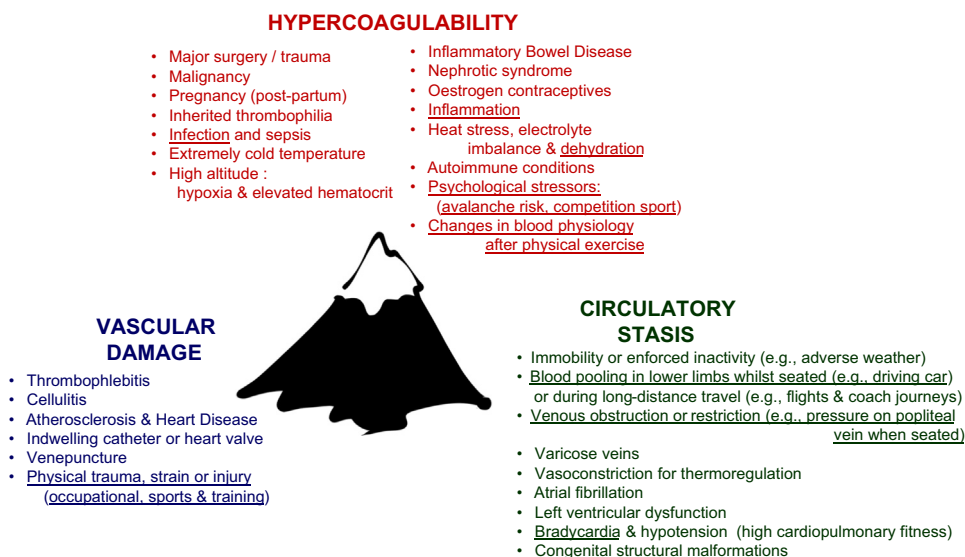 HYPERCOAGULABILITY
• Major surgery / trauma
• Malignancy
• Pregnancy (post-partum)
• Inherited thrombophilia
• Infection and sepsis
• Extremely cold temperature
• High altitude :
hypoxia & elevated hematocrit
• Inflammatory Bowel Disease
• Nephrotic syndrome
• Oestrogen contraceptives
• Inflammation
• Heat stress, electrolyte
imbalance & dehydration
• Autoimmune conditions
• Psychological stressors:
(avalanche risk, competition sport)
• Changes in blood physiology
after physical exercise
VASCULAR
DAMAGE
• Thrombophlebitis
• Cellulitis
• Atherosclerosis & Heart Disease
• Indwelling catheter or heart valve
• Venepuncture
• Physical trauma, strain or injury
(occupational, sports & training)
CIRCULATORY
STASIS
• Immobility or enforced inactivity (e.g., adverse weather)
• Blood pooling in lower limbs whilst seated (e.g., driving car)
or during long-distance travel (e.g., flights & coach journeys)
• Venous obstruction or restriction (e.g., pressure on popliteal
vein when seated)
• Varicose veins
• Vasoconstriction for thermoregulation
• Atrial fibrillation
• Left ventricular dysfunction
• Bradycardia & hypotension (high cardiopulmonary fitness)
• Congenital structural malformations